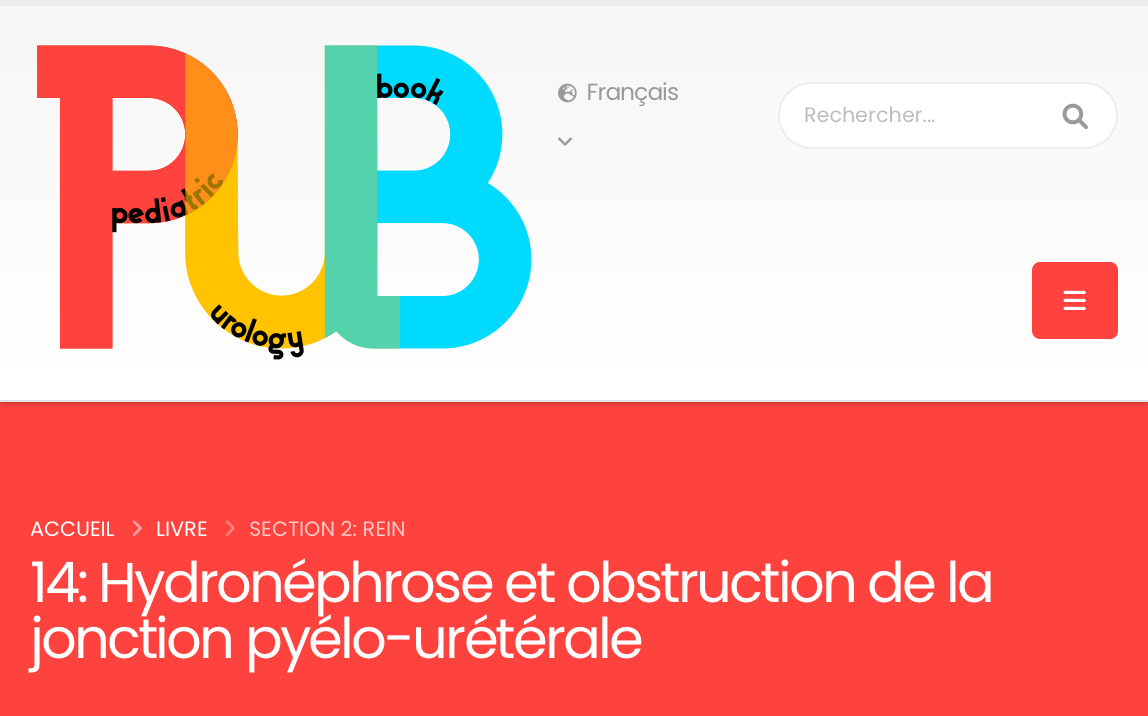 PUB
book
pediatric
urology
Français
Rechercher...
ACCUEIL > LIVRE > SECTION 2: REIN
14: Hydronéphrose et obstruction de la
jonction pyélo-urétérale